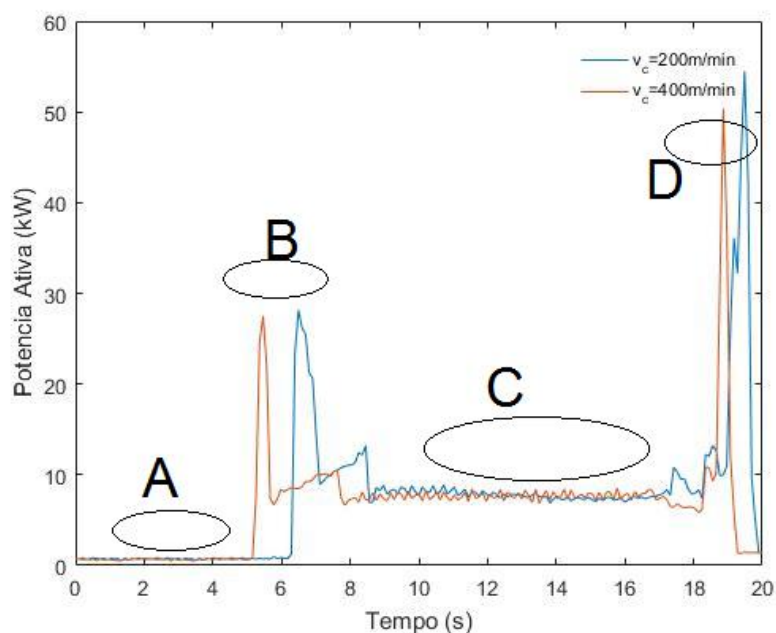 60
50
40
30
20
10
0
Potencia Ativa (kW)
v_c=200m/min
v_c=400m/min
A
B
C
D
0 2 4 6 8 10 12 14 16 18 20
Tempo (s)